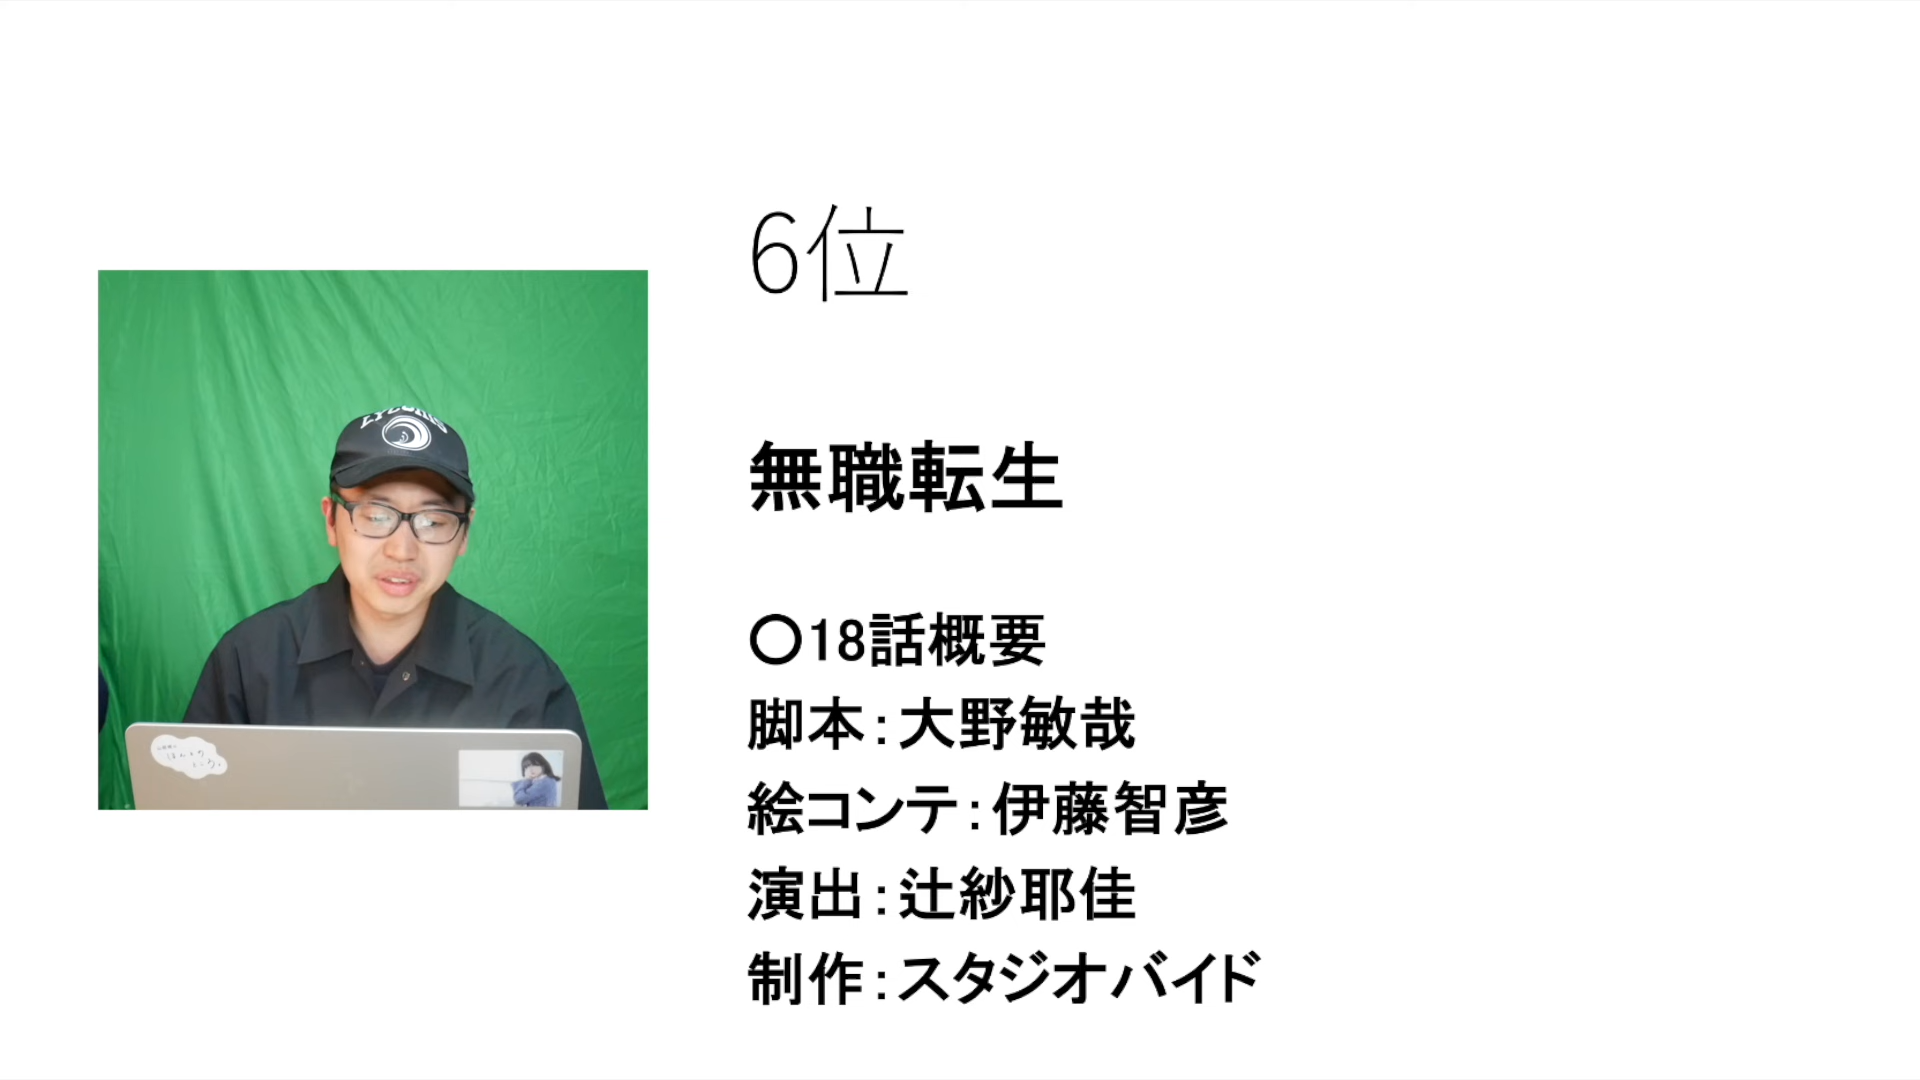 6位
無職転生
〇18話概要
脚本：大野敏哉
絵コンテ：伊藤智彦
演出：辻紗耶佳
制作：スタジオバイド